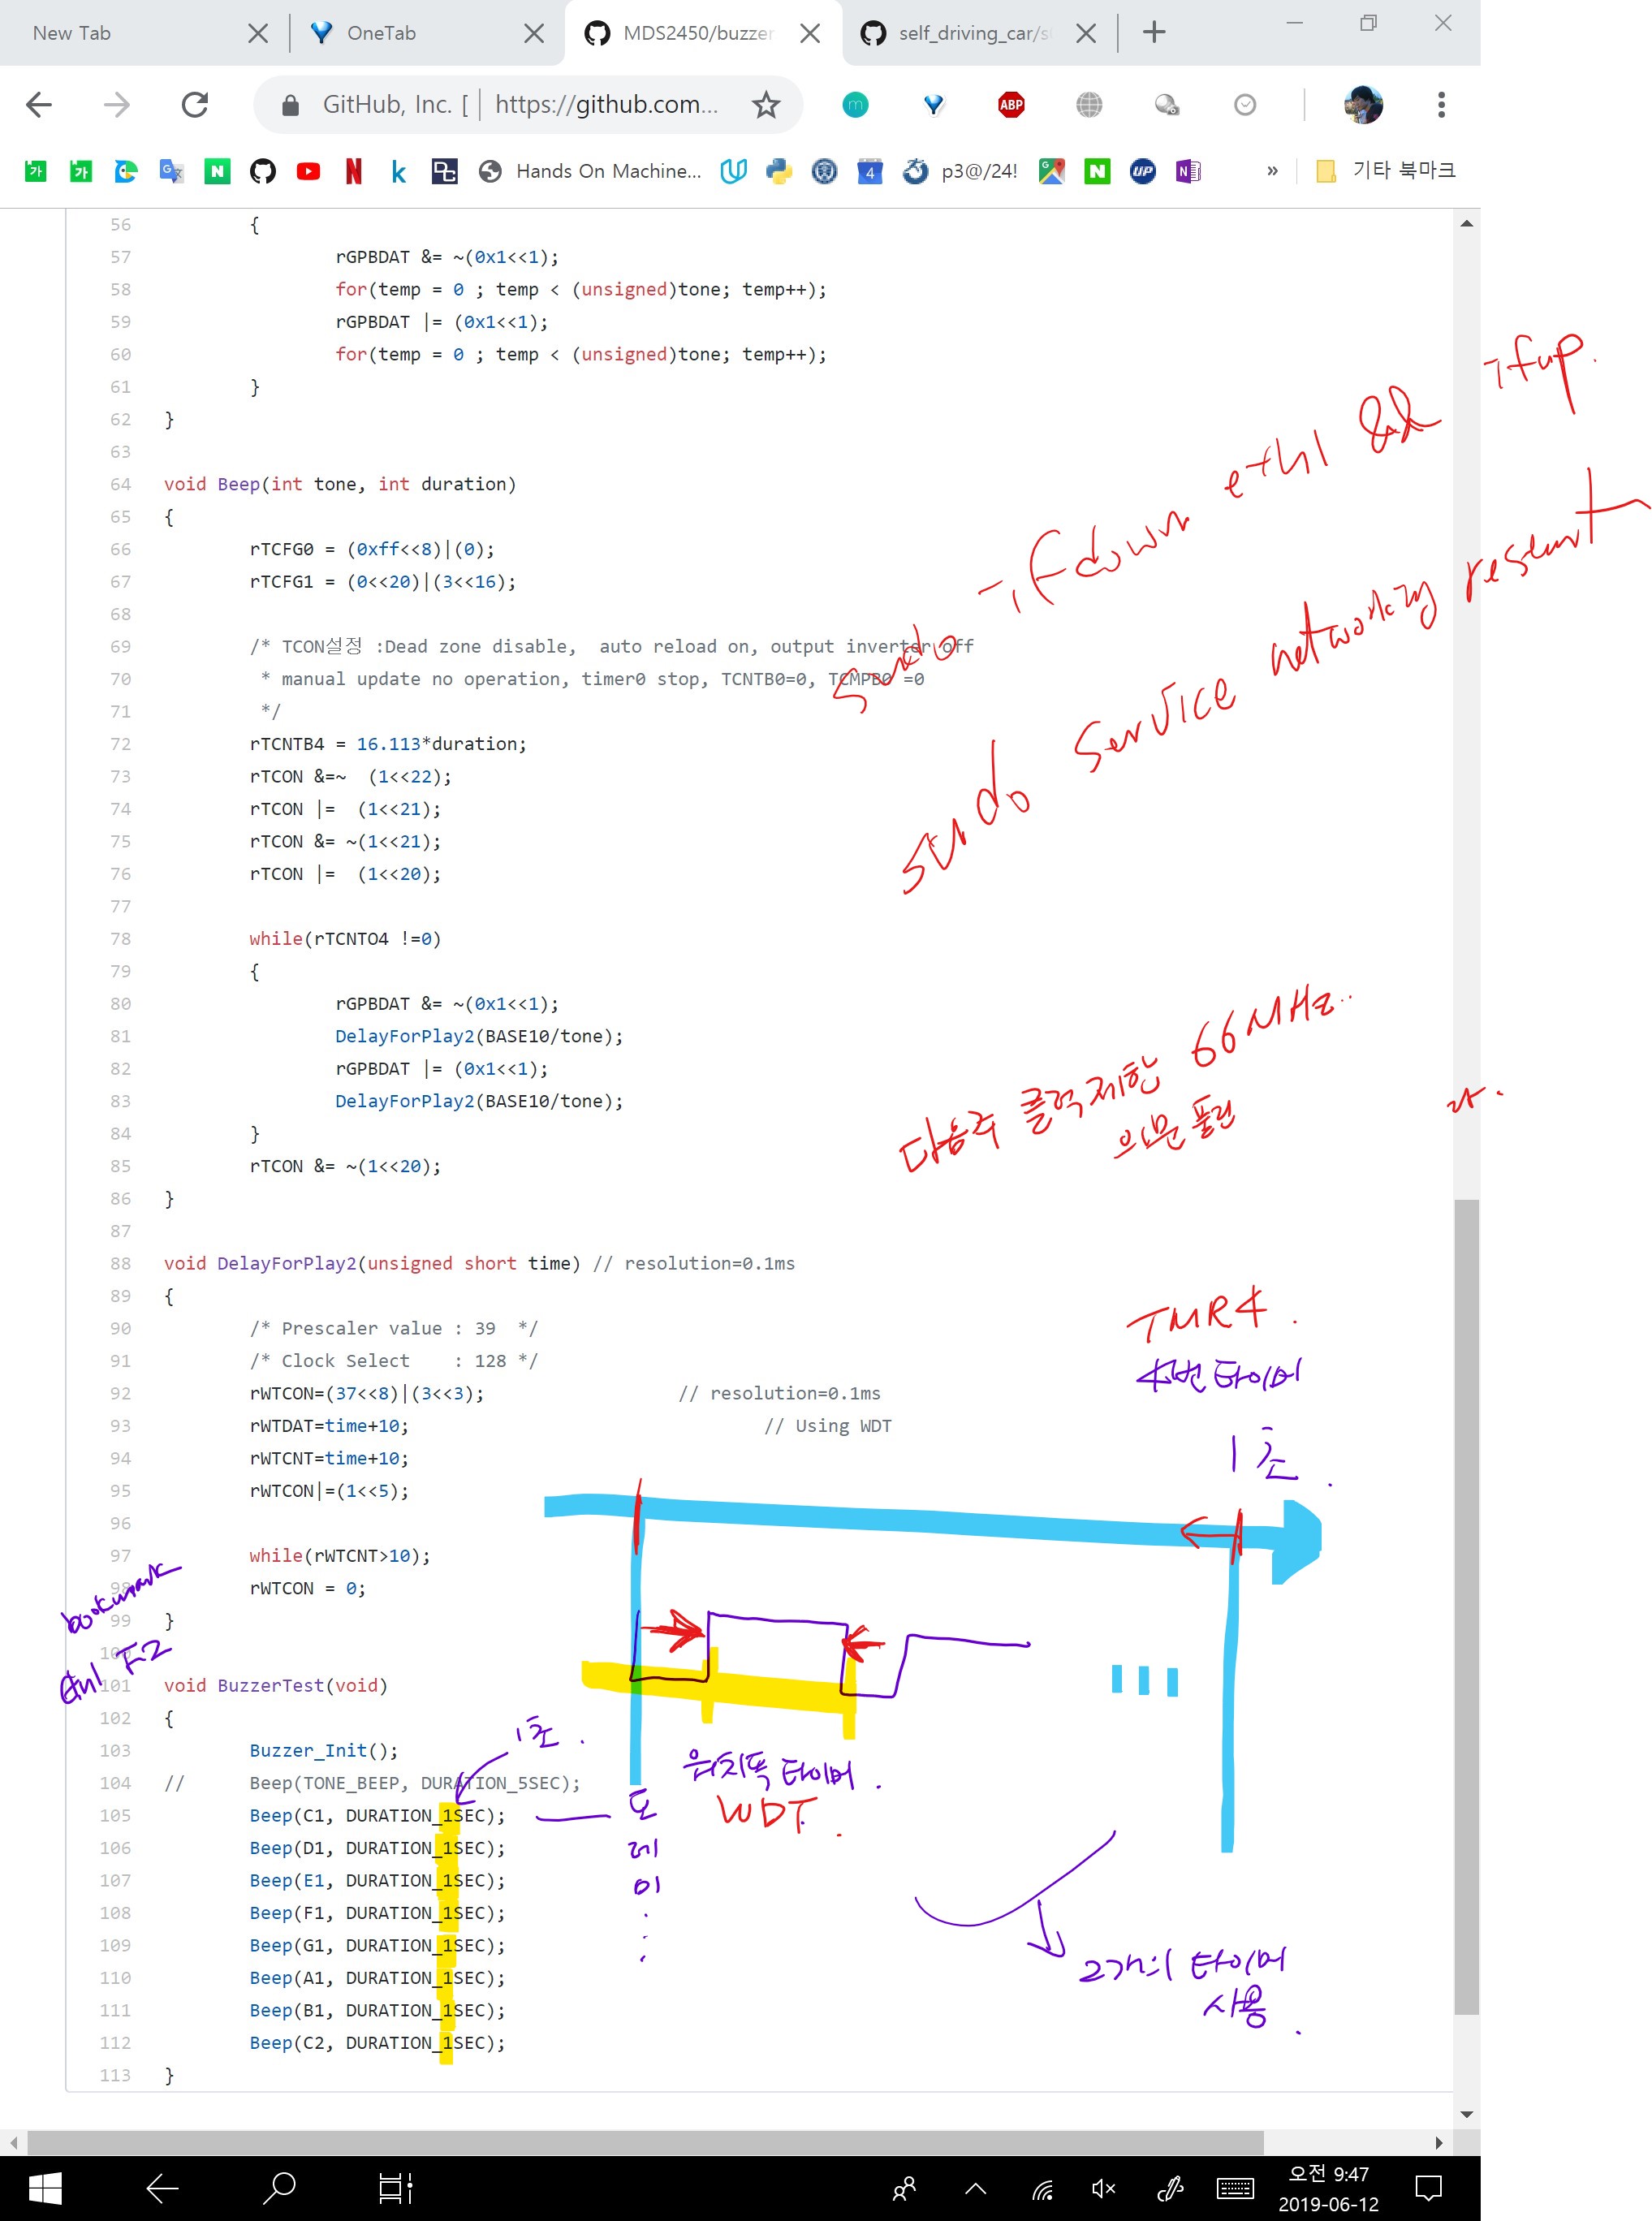 New Tab
OneTab
MDS2450/buzzer
self_driving_car/s
GitHub, Inc. [
https://github.com...
ABP
Hands On Machine...
p3@/24!
기타 북마크
56 {
57 rGPBDAT &= ~(0x1<<1);
58 for(temp = 0 ; temp < (unsigned)tone; temp++);
59 rGPBDAT |= (0x1<<1);
60 for(temp = 0 ; temp < (unsigned)tone; temp++);
61 }
62 }
63
64 void Beep(int tone, int duration)
65 {
66 rTCFG0 = (0xff<<8)|(0);
67 rTCFG1 = (0<<20)|(3<<16);
68
69 /* TCON설정 :Dead zone disable,  auto reload on, output inverter off
70 * manual update no operation, timer0 stop, TCNTB0=0, TCMPB0 =0
71 */
72 rTCNTB4 = 16.113*duration;
73 rTCON &=~  (1<<22);
74 rTCON |=  (1<<21);
75 rTCON &= ~(1<<21);
76 rTCON |=  (1<<20);
77
78 while(rTCNTO4 !=0)
79 {
80 rGPBDAT &= ~(0x1<<1);
81 DelayForPlay2(BASE10/tone);
82 rGPBDAT |= (0x1<<1);
83 DelayForPlay2(BASE10/tone);
84 }
85 rTCON &= ~(1<<20);
86 }
87
88 void DelayForPlay2(unsigned short time) // resolution=0.1ms
89 {
90 /* Prescaler value : 39  */
91 /* Clock Select    : 128 */
92 rWTCON=(37<<8)|(3<<3); // resolution=0.1ms
93 rWTDAT=time+10; // Using WDT
94 rWTCNT=time+10;
95 rWTCON|=(1<<5);
96
97 while(rWTCNT>10);
98 rWTCON = 0;
99 }
100
101 void BuzzerTest(void)
102 {
103 Buzzer_Init();
104 // Beep(TONE_BEEP, DURATION_5SEC);
105 Beep(C1, DURATION_1SEC);
106 Beep(D1, DURATION_1SEC);
107 Beep(E1, DURATION_1SEC);
108 Beep(F1, DURATION_1SEC);
109 Beep(G1, DURATION_1SEC);
110 Beep(A1, DURATION_1SEC);
111 Beep(B1, DURATION_1SEC);
112 Beep(C2, DURATION_1SEC);
113 }
sudo ifdown eth1 && ifup.
sudo service networking restart
다음주 클럭제한 66MHz..
의문 풀린
TMR4.
4번 타이머
1초.
bookmark
ctrl F2
1초.
워치독 타이머.
WDT.
도
레
미
2개의 타이머
사용.
오전 9:47
2019-06-12